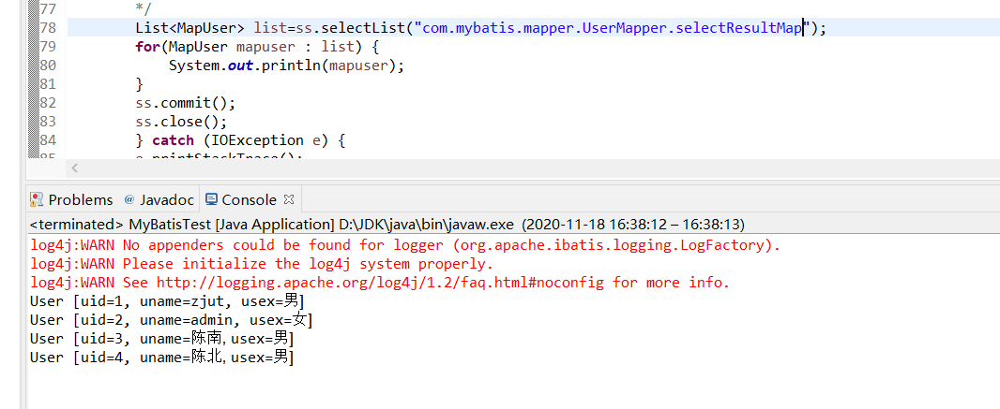 77 */
78 List<MapUser> list=ss.selectList("com.mybatis.mapper.UserMapper.selectResultMap");
79 for(MapUser mapuser : list) {
80 System.out.println(mapuser);
81 }
82 ss.commit();
83 ss.close();
84 } catch (IOException e) {
85 e.printStackTrace();
Problems @ Javadoc Console
<terminated> MyBatisTest [Java Application] D:\JDK\java\bin\javaw.exe (2020-11-18 16:38:12 – 16:38:13)
log4j:WARN No appenders could be found for logger (org.apache.ibatis.logging.LogFactory).
log4j:WARN Please initialize the log4j system properly.
log4j:WARN See http://logging.apache.org/log4j/1.2/faq.html#noconfig for more info.
User [uid=1, uname=zjut, usex=男]
User [uid=2, uname=admin, usex=女]
User [uid=3, uname=陈南, usex=男]
User [uid=4, uname=陈北, usex=男]